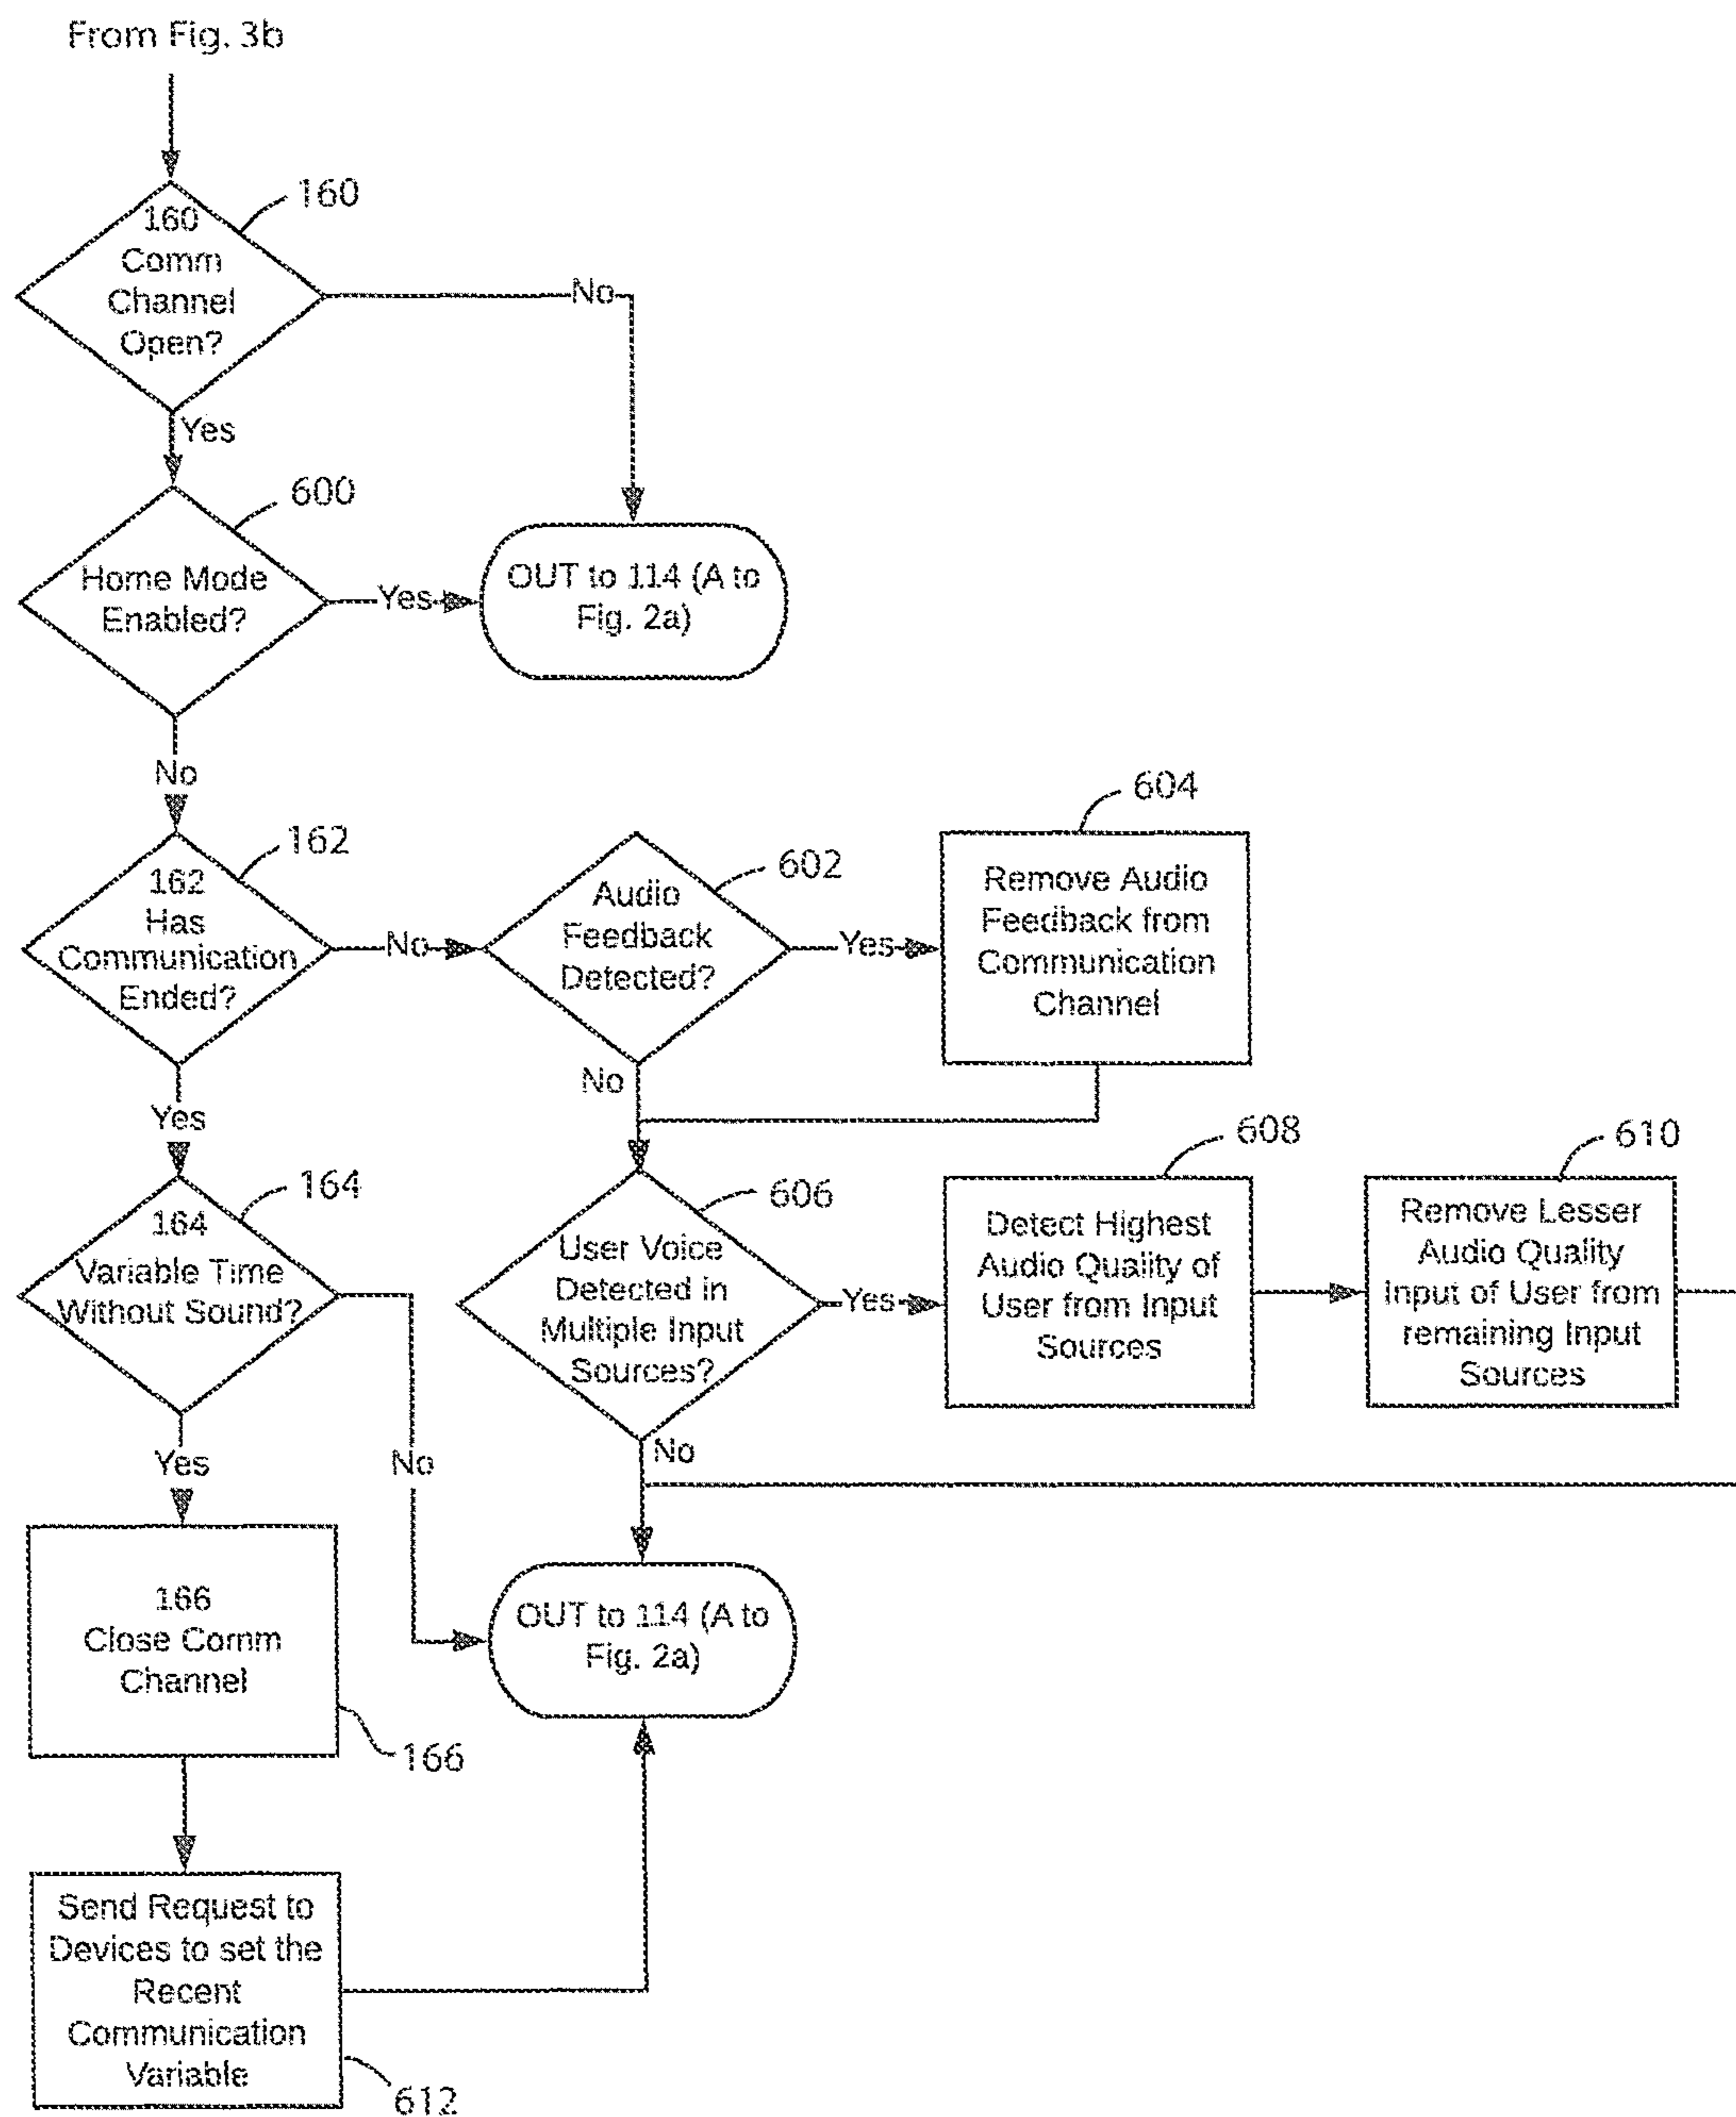 From Fig. 3b
160
160
Comm
Channel
Open?
No
Yes
600
Home Mode
Enabled?
Yes
OUT to 114 (A to
Fig. 2a)
No
162
162
Has
Communication
Ended?
No
602
Audio
Feedback
Detected?
Yes
604
Remove Audio
Feedback from
Communication
Channel
Yes
No
164
164
Variable Time
Without Sound?
606
User Voice
Detected in
Multiple Input
Sources?
Yes
608
Detect Highest
Audio Quality of
User from Input
Sources
610
Remove Lesser
Audio Quality
Input of User from
remaining Input
Sources
Yes
No
No
166
Close Comm
Channel
166
OUT to 114 (A to
Fig. 2a)
Send Request to
Devices to set the
Recent
Communication
Variable
612